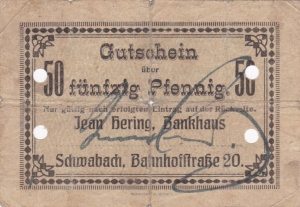 Gutschein
über
50 fünfzig Pfennig 50
Nur gültig nach erfolgtem Eintrag auf der Rückseite.
Jean Hering, Bankhaus
Schwabach, Bahnhofstraße 20.